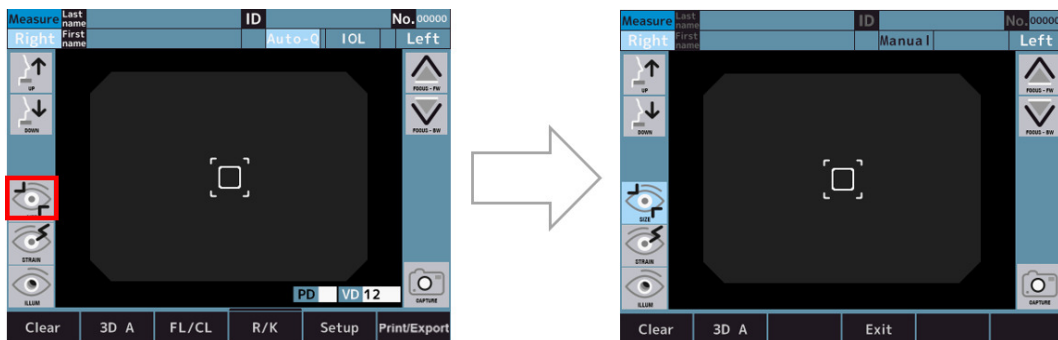 Measure Last name ID No. 00000
Right First name Auto-Q IOL Left
UP
FOCUS - FW
DOWN
FOCUS - BW
STRAIN
ILLUM
CAPTURE
PD VD 12
Clear 3D A FL/CL R/K Setup Print/Export
Measure Last name ID No. 00000
Right First name Manual Left
UP
FOCUS - FW
DOWN
FOCUS - BW
SIZE
STRAIN
ILLUM
CAPTURE
Clear 3D A Exit